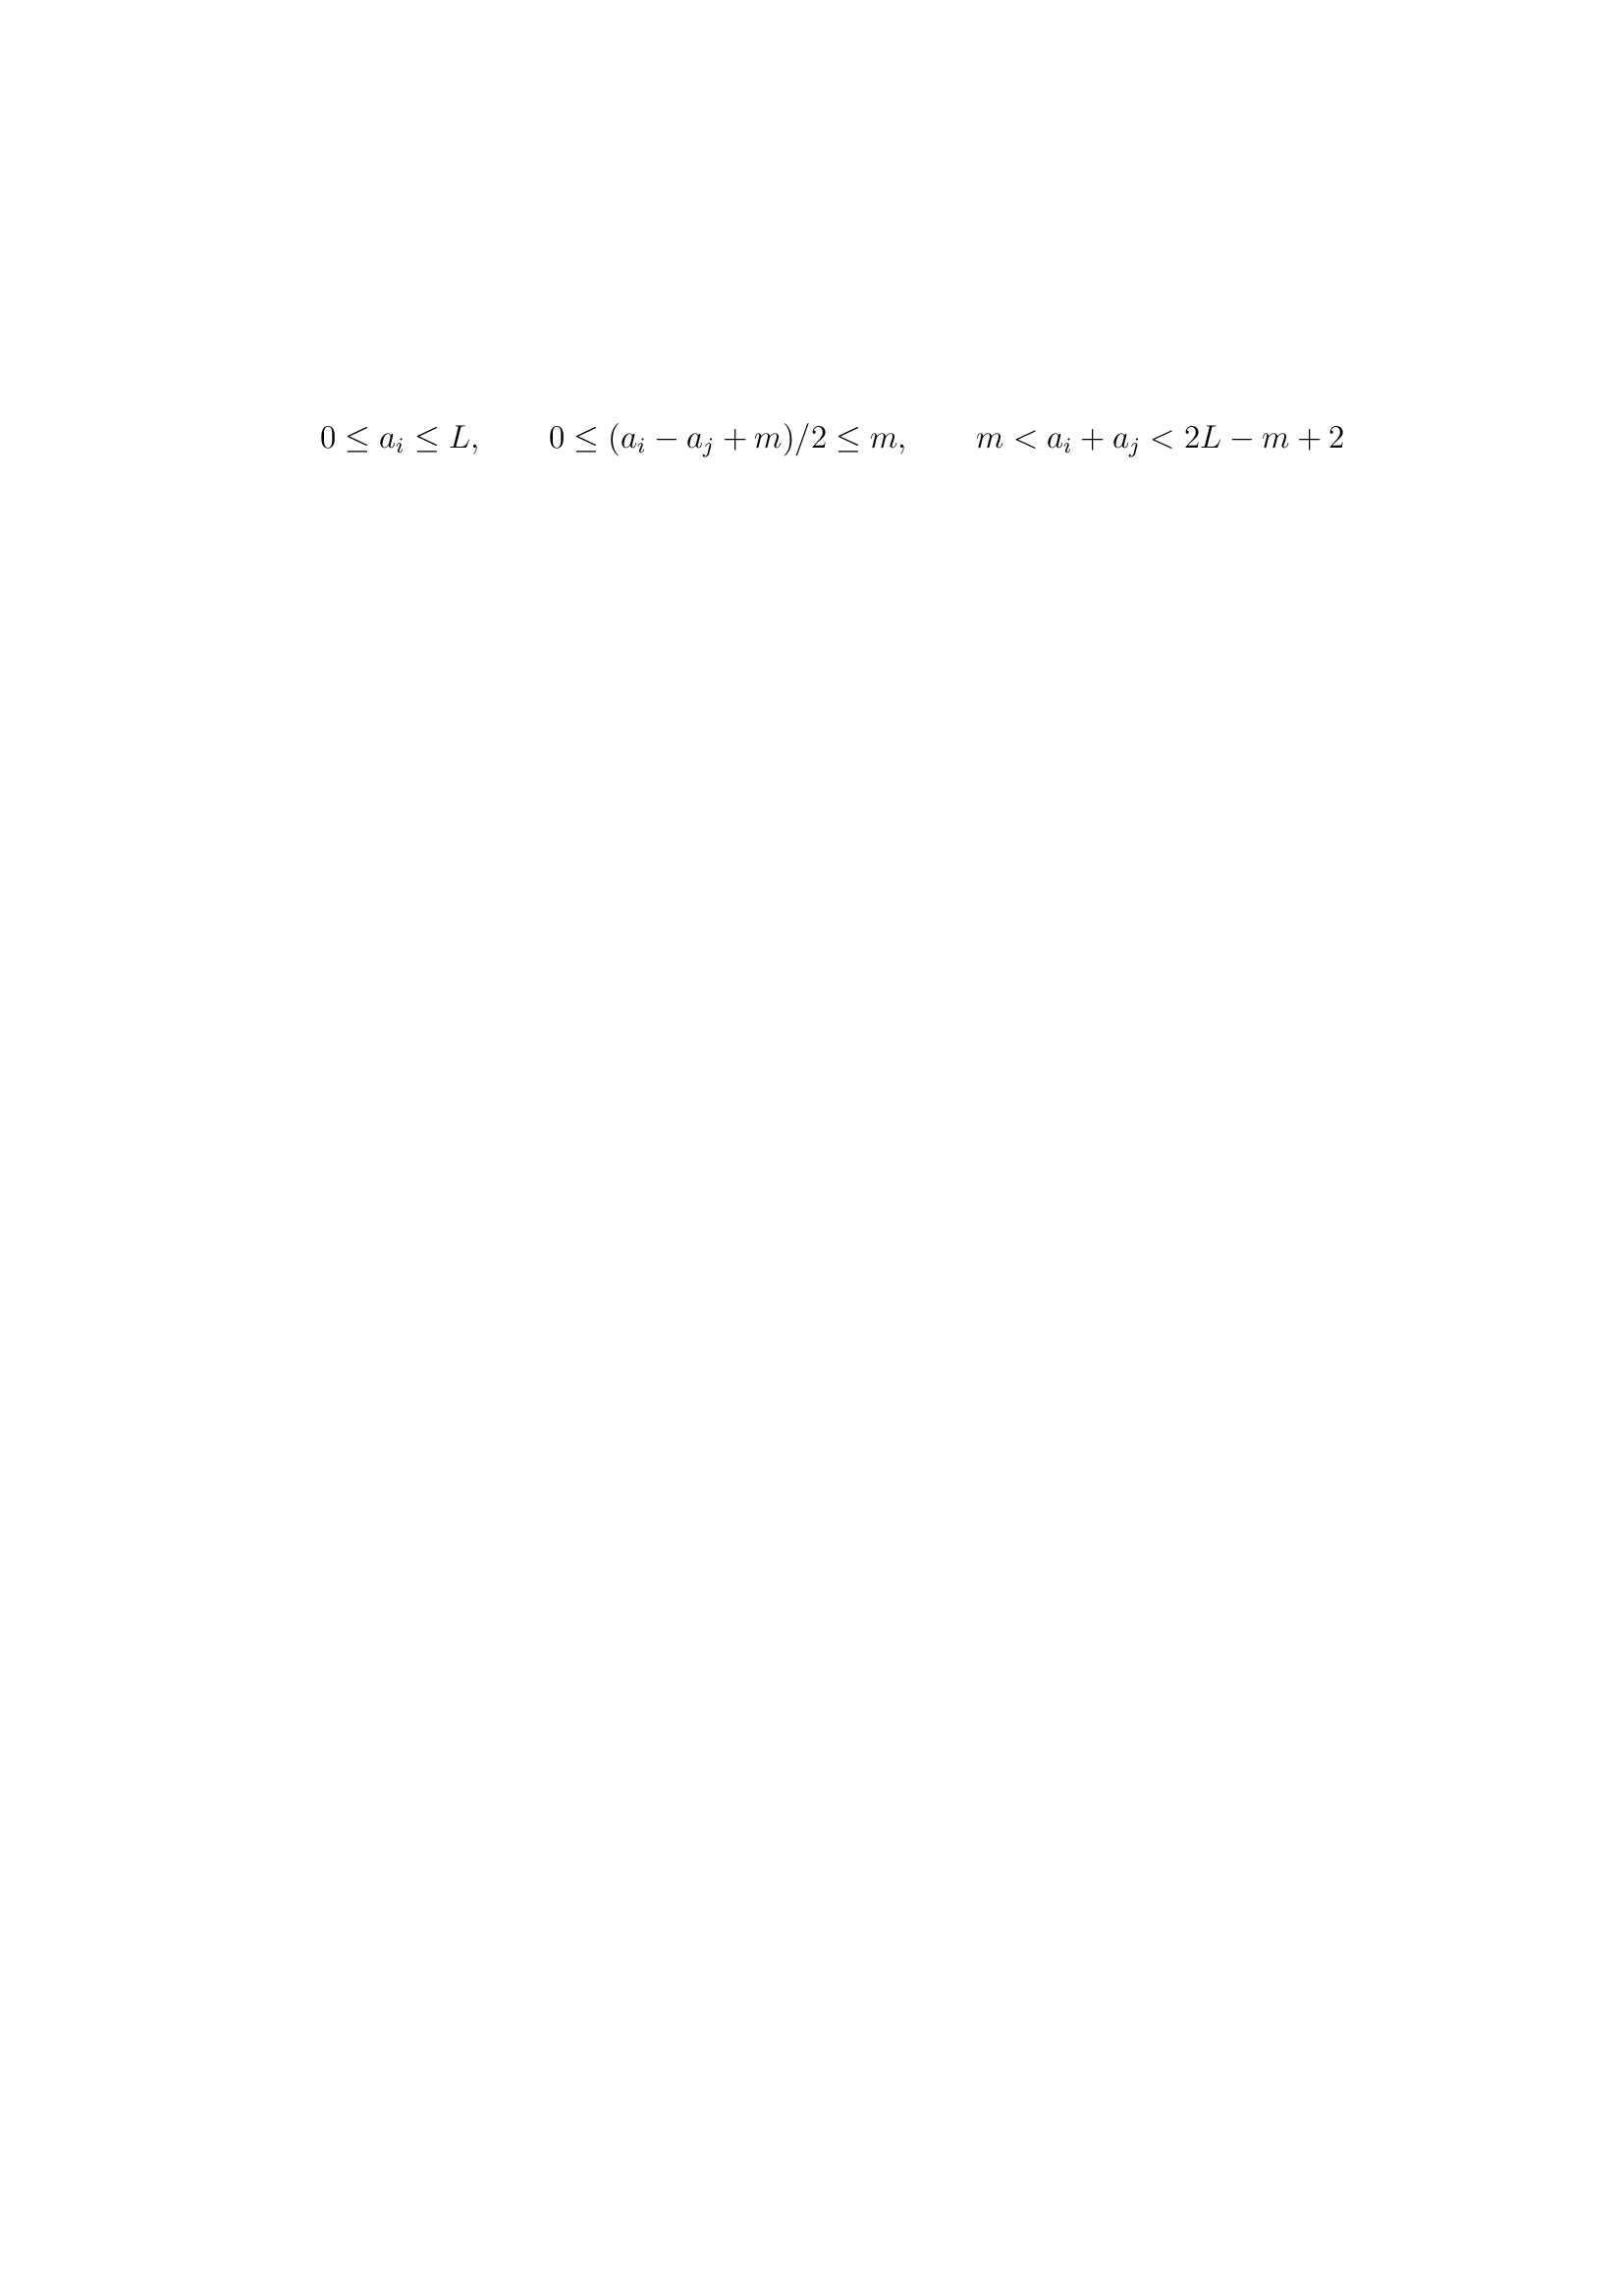 $0 \leq a_i \leq L, \qquad 0 \leq (a_i - a_j + m)/2 \leq m, \qquad m < a_i + a_j < 2L - m + 2$